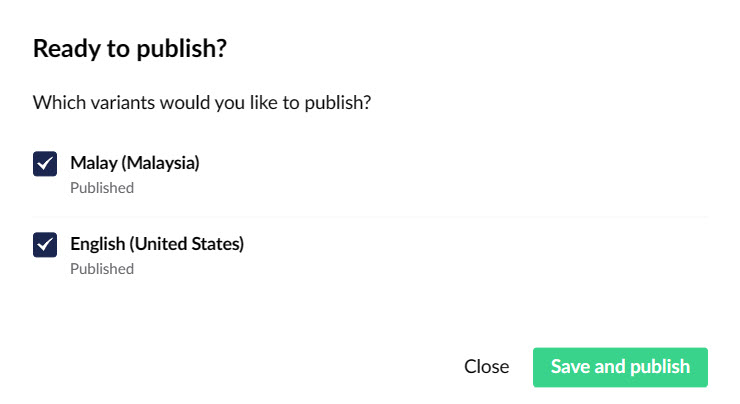 Ready to publish?
Which variants would you like to publish?
Malay (Malaysia)
Published
English (United States)
Published
Close
Save and publish